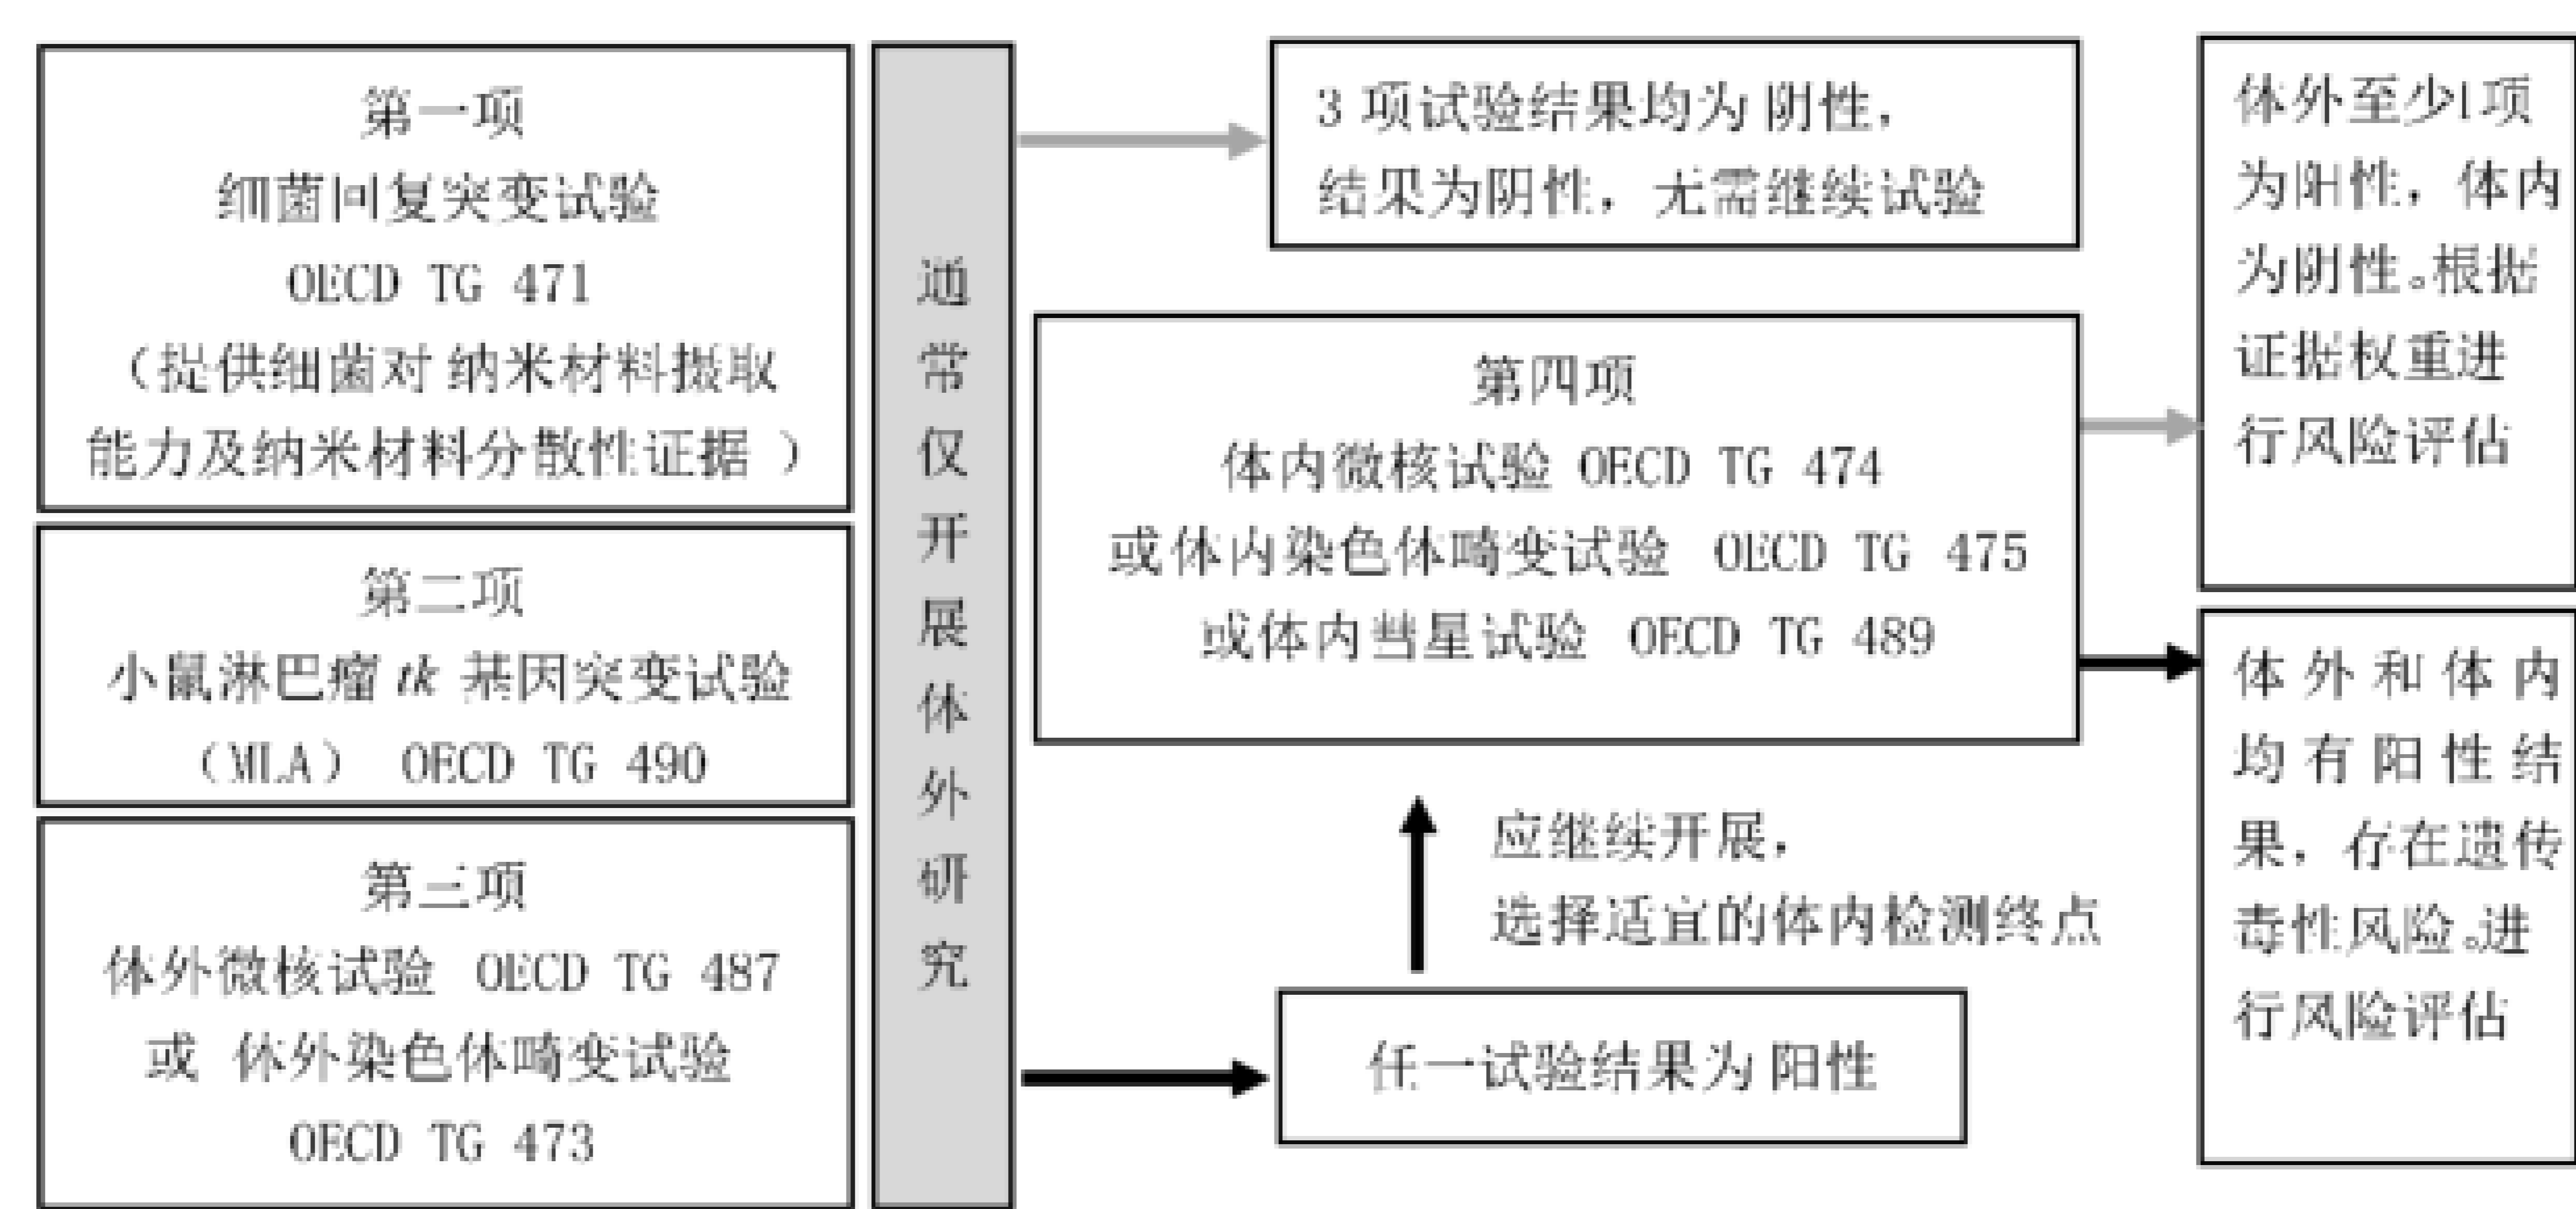 第一项
细菌回复突变试验
OECD TG 471
（提供细菌对纳米材料摄取
能力及纳米材料分散性证据）
第二项
小鼠淋巴瘤 tk 基因突变试验
（MLA） OECD TG 490
第三项
体外微核试验 OECD TG 487
或 体外染色体畸变试验
OECD TG 473
通常仅开展体外研究
3 项试验结果均为阴性，
结果为阴性，无需继续试验
第四项
体内微核试验 OECD TG 474
或体内染色体畸变试验 OECD TG 475
或体内彗星试验 OECD TG 489
应继续开展，
选择适宜的体内检测终点
任一试验结果为阳性
体外至少1项
为阳性，体内
为阴性。根据
证据权重进
行风险评估
体外和体内
均有阳性结
果，存在遗传
毒性风险。进
行风险评估